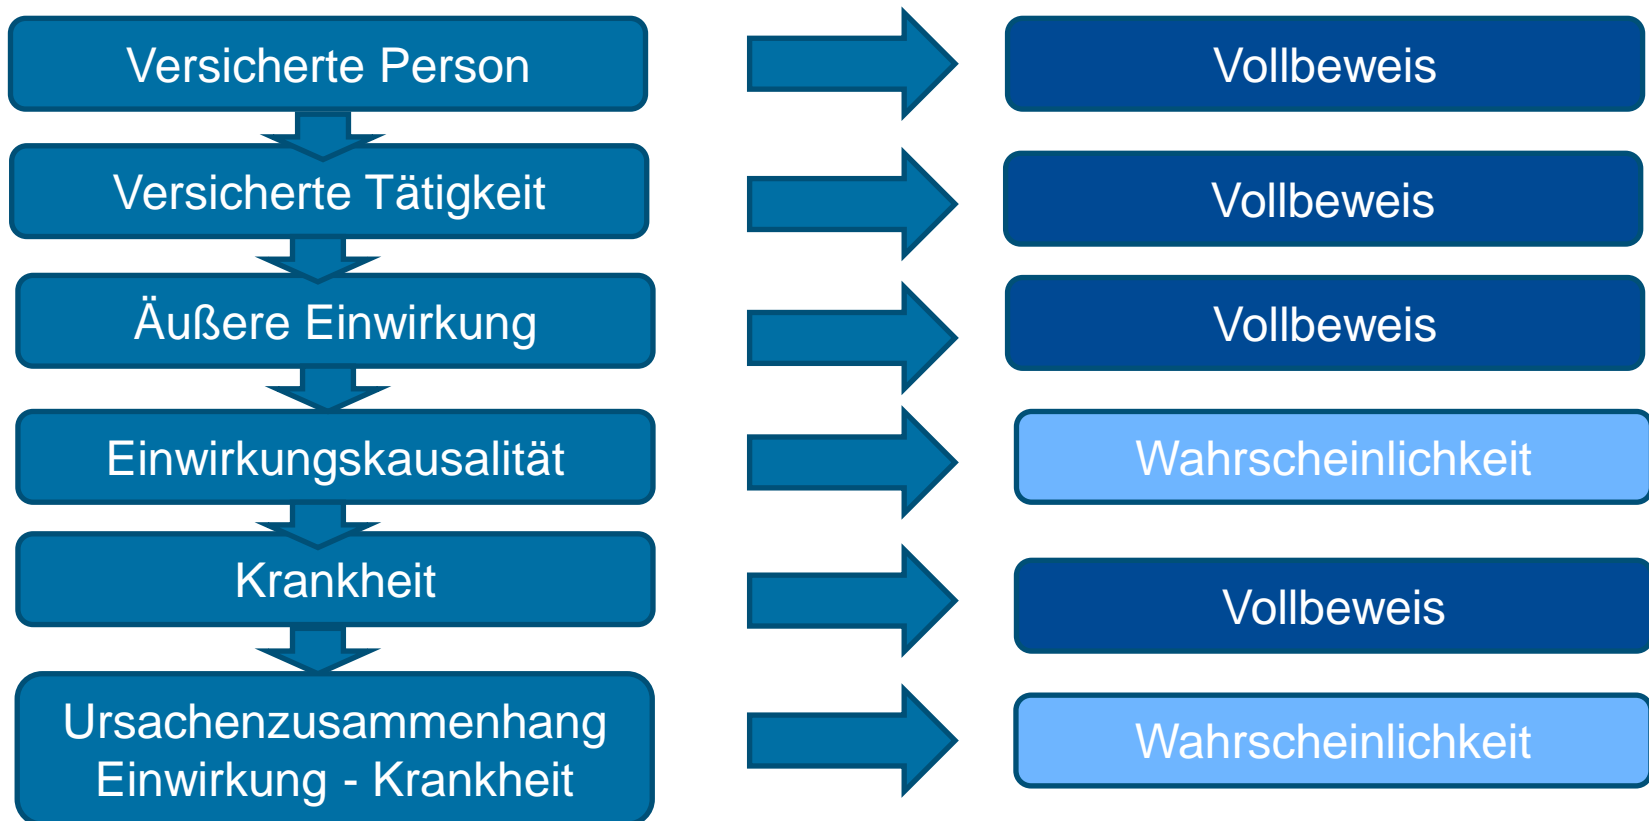 Versicherte Person
Vollbeweis
Versicherte Tätigkeit
Vollbeweis
Äußere Einwirkung
Vollbeweis
Einwirkungskausalität
Wahrscheinlichkeit
Krankheit
Vollbeweis
Ursachenzusammenhang
Einwirkung - Krankheit
Wahrscheinlichkeit